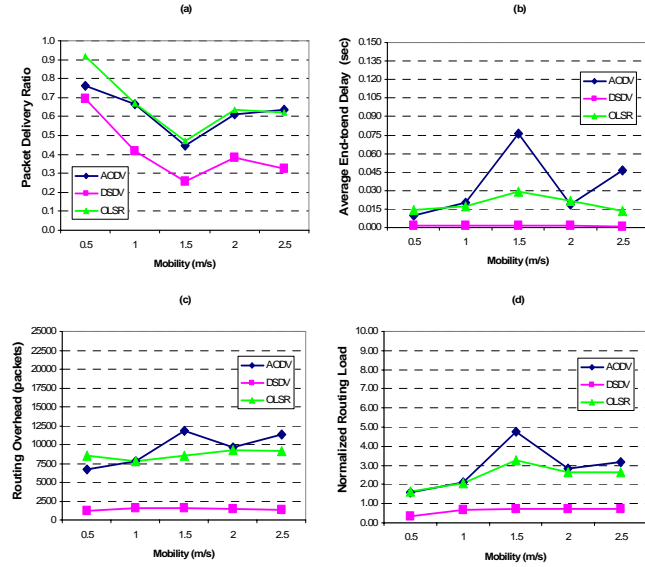 (a)
1.0
0.9
0.8
0.7
0.6
0.5
0.4
0.3
0.2
0.1
0.0
Packet Delivery Ratio
AODV
DSDV
OLSR
0.5 1 1.5 2 2.5
Mobility (m/s)
(b)
0.150
0.135
0.120
0.105
0.090
0.075
0.060
0.045
0.030
0.015
0.000
Average End-toend Delay (sec)
AODV
DSDV
OLSR
0.5 1 1.5 2 2.5
Mobility (m/s)
(c)
25000
22500
20000
17500
15000
12500
10000
7500
5000
2500
0
Routing Overhead (packets)
AODV
DSDV
OLSR
0.5 1 1.5 2 2.5
Mobility (m/s)
(d)
10.00
9.00
8.00
7.00
6.00
5.00
4.00
3.00
2.00
1.00
0.00
Normalized Routing Load
AODV
DSDV
OLSR
0.5 1 1.5 2 2.5
Mobility (m/s)